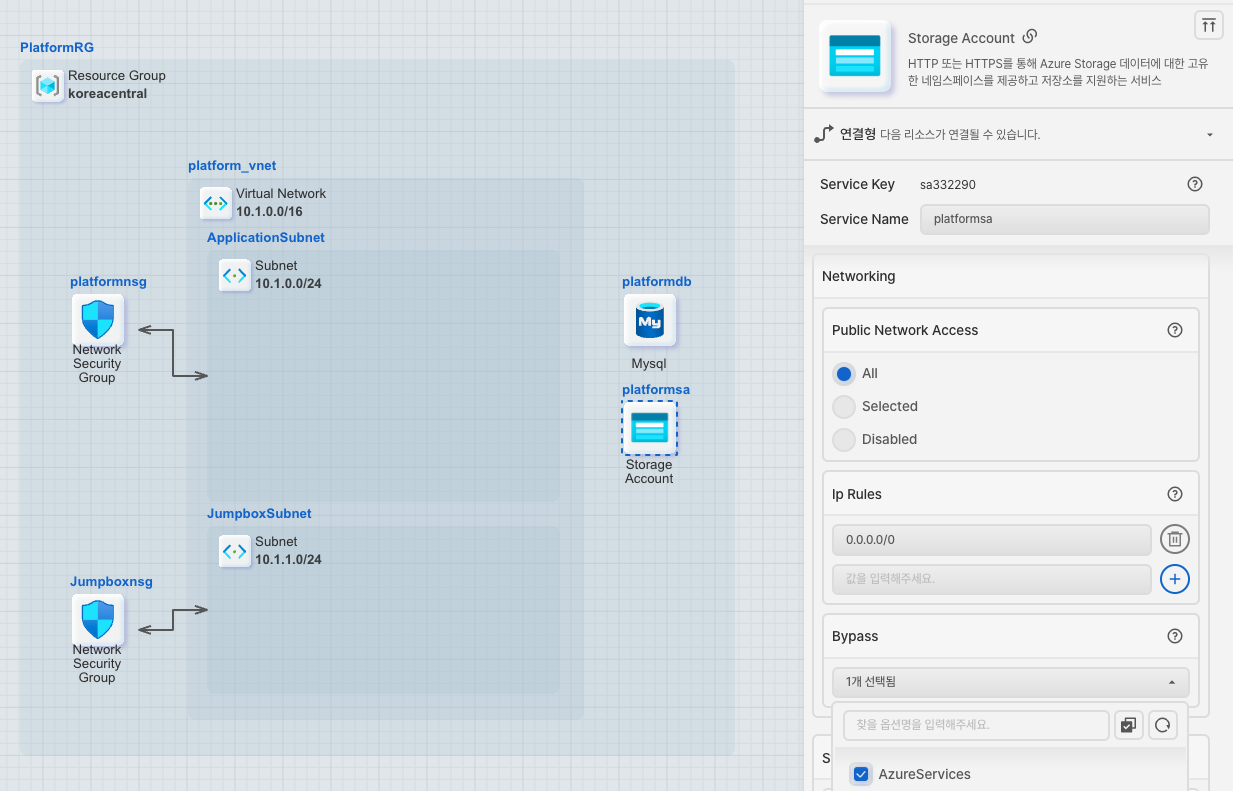 PlatformRG
Resource Group
koreacentral
platform_vnet
Virtual Network
10.1.0.0/16
ApplicationSubnet
Subnet
10.1.0.0/24
platformnsg
Network
Security
Group
platformdb
My
Mysql
platformsa
Storage
Account
JumpboxSubnet
Subnet
10.1.1.0/24
Jumpboxnsg
Network
Security
Group
Storage Account
HTTP 또는 HTTPS를 통해 Azure Storage 데이터에 대한 고유
한 네임스페이스를 제공하고 저장소를 지원하는 서비스
연결형 다음 리소스가 연결될 수 있습니다.
Service Key sa332290
Service Name platformsa
Networking
Public Network Access
All
Selected
Disabled
Ip Rules
0.0.0.0/0
값을 입력해주세요.
Bypass
1개 선택됨
찾을 옵션명을 입력해주세요.
AzureServices